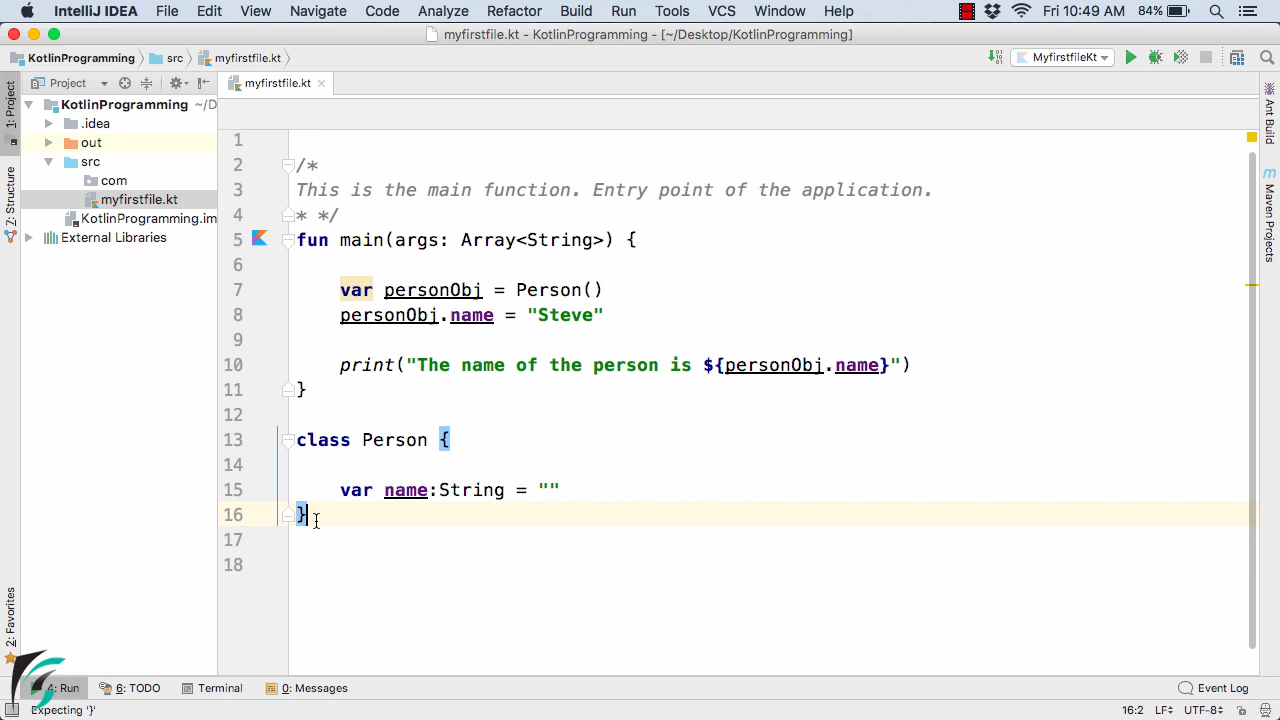 IntelliJ IDEA File Edit View Navigate Code Analyze Refactor Build Run Tools VCS Window Help Fri 10:49 AM 84%
myfirstfile.kt - KotlinProgramming - [~/Desktop/KotlinProgramming]
KotlinProgramming src myfirstfile.kt MyfirstfileKt
1: Project
Z: Structure
2: Favorites
Project
KotlinProgramming ~/D
.idea
out
src
com
myfirstfile.kt
KotlinProgramming.im
External Libraries
myfirstfile.kt
1
2 /*
3 This is the main function. Entry point of the application.
4 * */
5 fun main(args: Array<String>) {
6
7 var personObj = Person()
8 personObj.name = "Steve"
9
10 print("The name of the person is ${personObj.name}")
11 }
12
13 class Person {
14
15 var name:String = ""
16 }
17
18
Ant Build
Maven Projects
4: Run 6: TODO Terminal 0: Messages Event Log
Expecting '}' 16:2 LF UTF-8